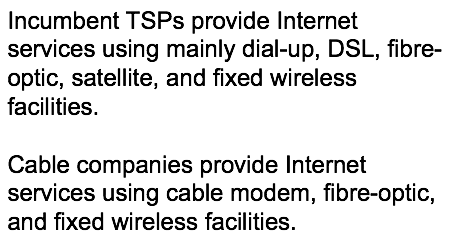 Incumbent TSPs provide Internet
services using mainly dial-up, DSL, fibre-
optic, satellite, and fixed wireless
facilities.
Cable companies provide Internet
services using cable modem, fibre-optic,
and fixed wireless facilities.